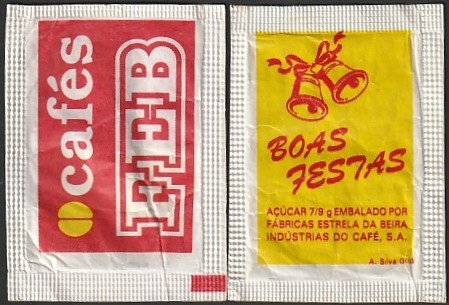 cafés
FEB
BOAS
FESTAS
AÇÚCAR 7/9 g EMBALADO POR
FÁBRICAS ESTRELA DA BEIRA
INDÚSTRIAS DO CAFÉ, S.A.
A. Silva